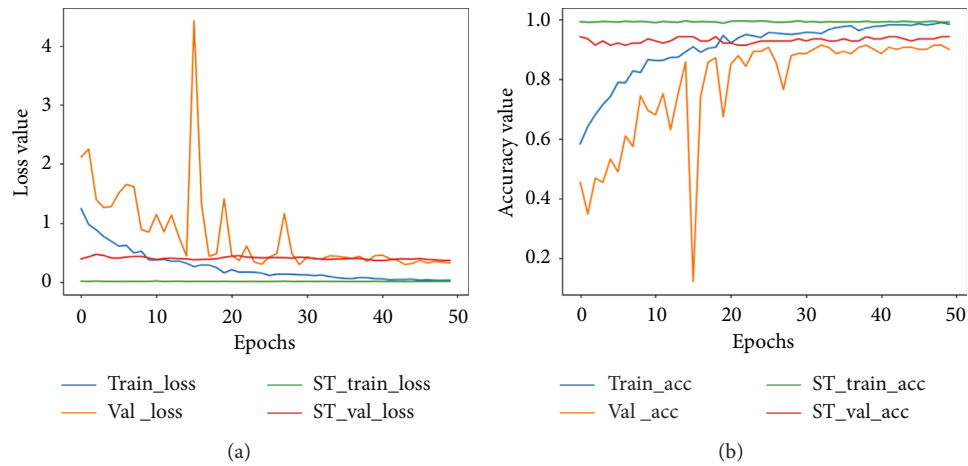 4
3
2
1
0
Loss value
0 10 20 30 40 50
Epochs
Train_loss
Val _loss
ST_train_loss
ST_val_loss
(a)
1.0
0.8
0.6
0.4
0.2
Accuracy value
0 10 20 30 40 50
Epochs
Train_acc
Val _acc
ST_train_acc
ST_val_acc
(b)